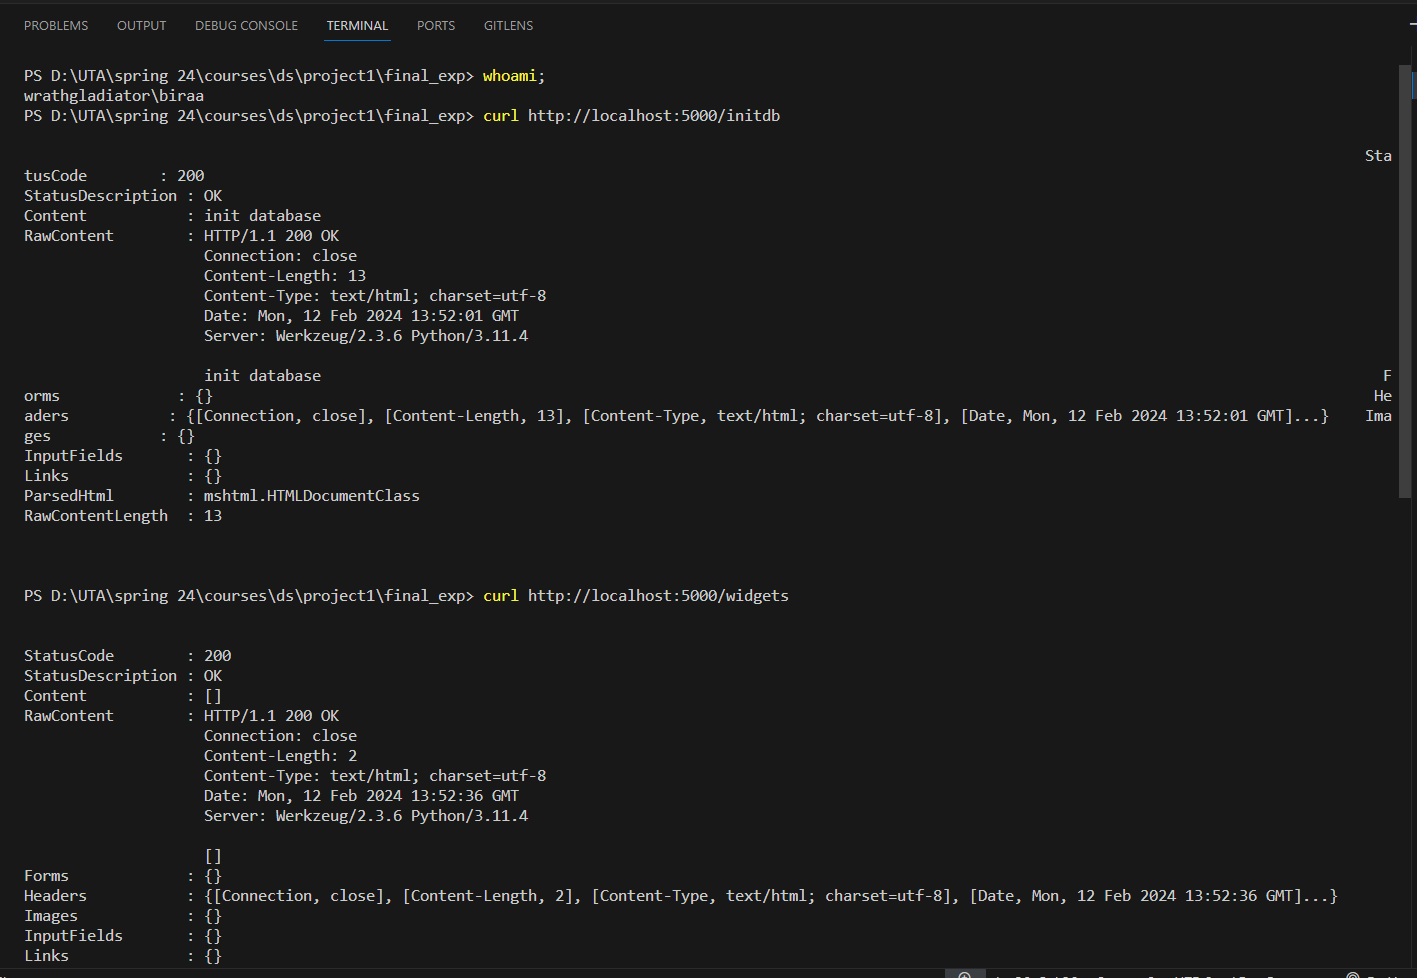 PROBLEMS OUTPUT DEBUG CONSOLE TERMINAL PORTS GITLENS
PS D:\UTA\spring 24\courses\ds\project1\final_exp> whoami;
wrathgladiator\biraa
PS D:\UTA\spring 24\courses\ds\project1\final_exp> curl http://localhost:5000/initdb
Sta
tusCode        : 200
StatusDescription : OK
Content           : init database
RawContent        : HTTP/1.1 200 OK
                    Connection: close
                    Content-Length: 13
                    Content-Type: text/html; charset=utf-8
                    Date: Mon, 12 Feb 2024 13:52:01 GMT
                    Server: Werkzeug/2.3.6 Python/3.11.4
                    init database F
orms             : {} He
aders           : {[Connection, close], [Content-Length, 13], [Content-Type, text/html; charset=utf-8], [Date, Mon, 12 Feb 2024 13:52:01 GMT]...} Ima
ges            : {}
InputFields       : {}
Links             : {}
ParsedHtml        : mshtml.HTMLDocumentClass
RawContentLength  : 13
PS D:\UTA\spring 24\courses\ds\project1\final_exp> curl http://localhost:5000/widgets
StatusCode        : 200
StatusDescription : OK
Content           : []
RawContent        : HTTP/1.1 200 OK
                    Connection: close
                    Content-Length: 2
                    Content-Type: text/html; charset=utf-8
                    Date: Mon, 12 Feb 2024 13:52:36 GMT
                    Server: Werkzeug/2.3.6 Python/3.11.4
                    []
Forms             : {}
Headers           : {[Connection, close], [Content-Length, 2], [Content-Type, text/html; charset=utf-8], [Date, Mon, 12 Feb 2024 13:52:36 GMT]...}
Images            : {}
InputFields       : {}
Links             : {}